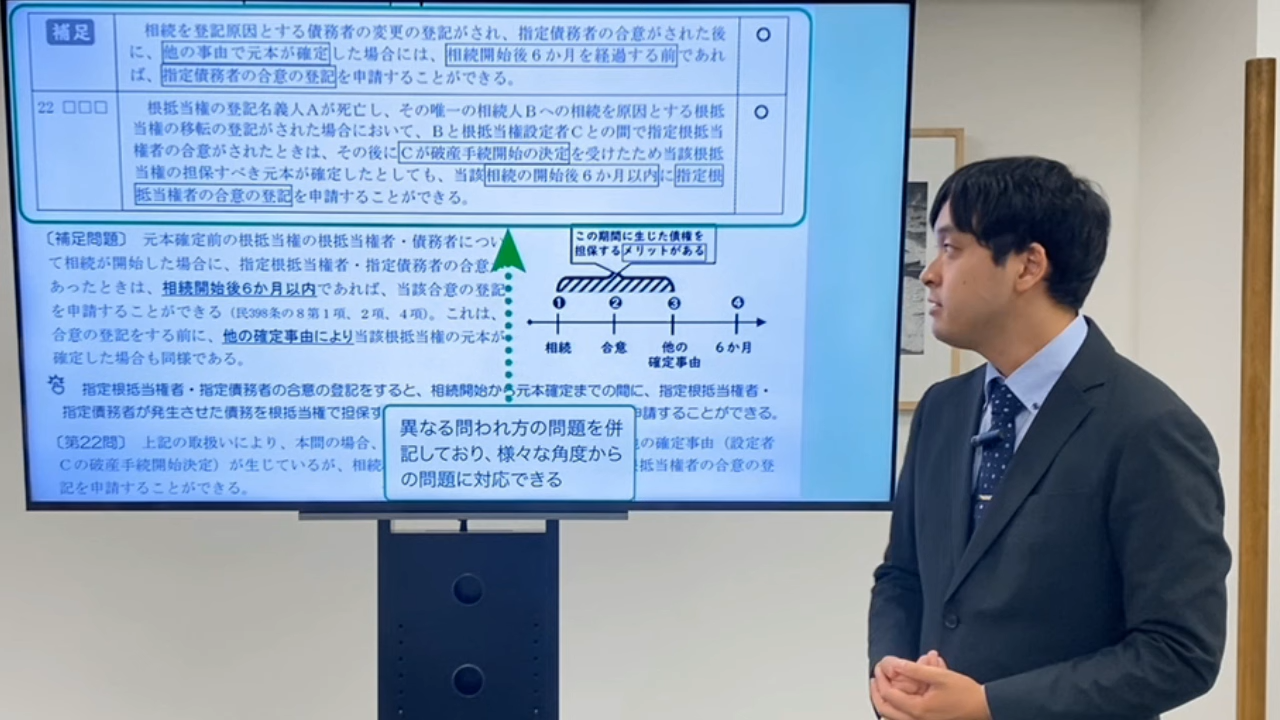 補足
相続を登記原因とする債務者の変更の登記がされ、指定債務者の合意がされた後
に、他の事由で元本が確定した場合には、相続開始後6か月を経過する前であれ
ば、指定債務者の合意の登記を申請することができる。
○
22 □□□
根抵当権の登記名義人Aが死亡し、その唯一の相続人Bへの相続を原因とする根抵
当権の移転の登記がされた場合において、Bと根抵当権設定者Cとの間で指定根抵当
権者の合意がされたときは、その後にCが破産手続開始の決定を受けたため当該根抵
当権の担保すべき元本が確定したとしても、当該相続の開始後6か月以内に指定根
抵当権者の合意の登記を申請することができる。
○
〔補足問題〕 元本確定前の根抵当権の根抵当権者・債務者につい
て相続が開始した場合に、指定根抵当権者・指定債務者の合意
あったときは、相続開始後6か月以内であれば、当該合意の登記
を申請することができる(民398条の8第1項、2項、4項)。これは、
合意の登記をする前に、他の確定事由により当該根抵当権の元本が
確定した場合も同様である。
この期間に生じた債権を
担保するメリットがある
❶ ❷ ❸ ❹
相続 合意 他の 6か月
確定事由
指定根抵当権者・指定債務者の合意の登記をすると、相続開始から元本確定までの間に、指定根抵当権者・
指定債務者が発生させた債務を根抵当権で担保す 申請することができる。
〔第22問〕 上記の取扱いにより、本問の場合、 の確定事由(設定者
Cの破産手続開始決定)が生じているが、相続 抵当権者の合意の登
記を申請することができる。
異なる問われ方の問題を併
記しており、様々な角度から
の問題に対応できる